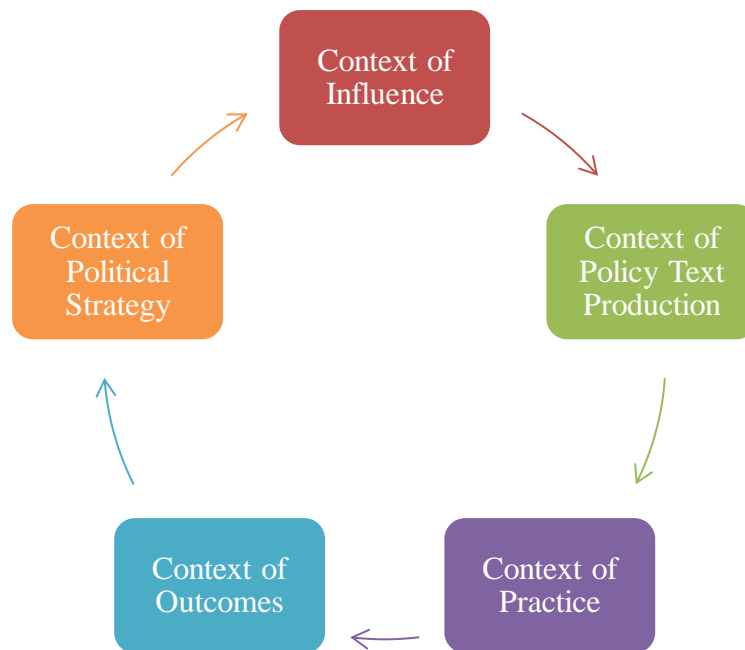 Context of
Influence
Context of
Policy Text
Production
Context of
Practice
Context of
Outcomes
Context of
Political
Strategy